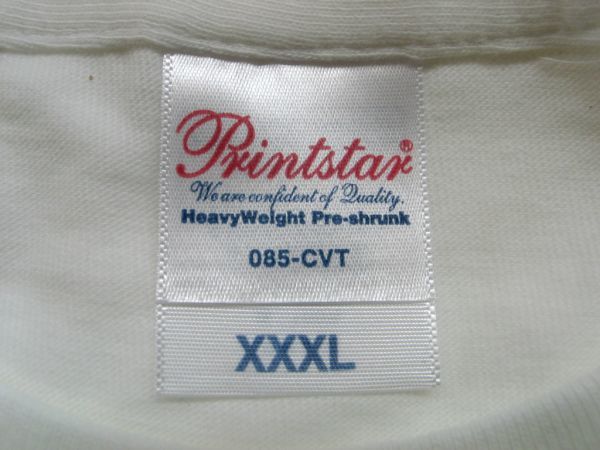 Printstar®
We are confident of Quality.
HeavyWeight Pre-shrunk
085-CVT
XXXL